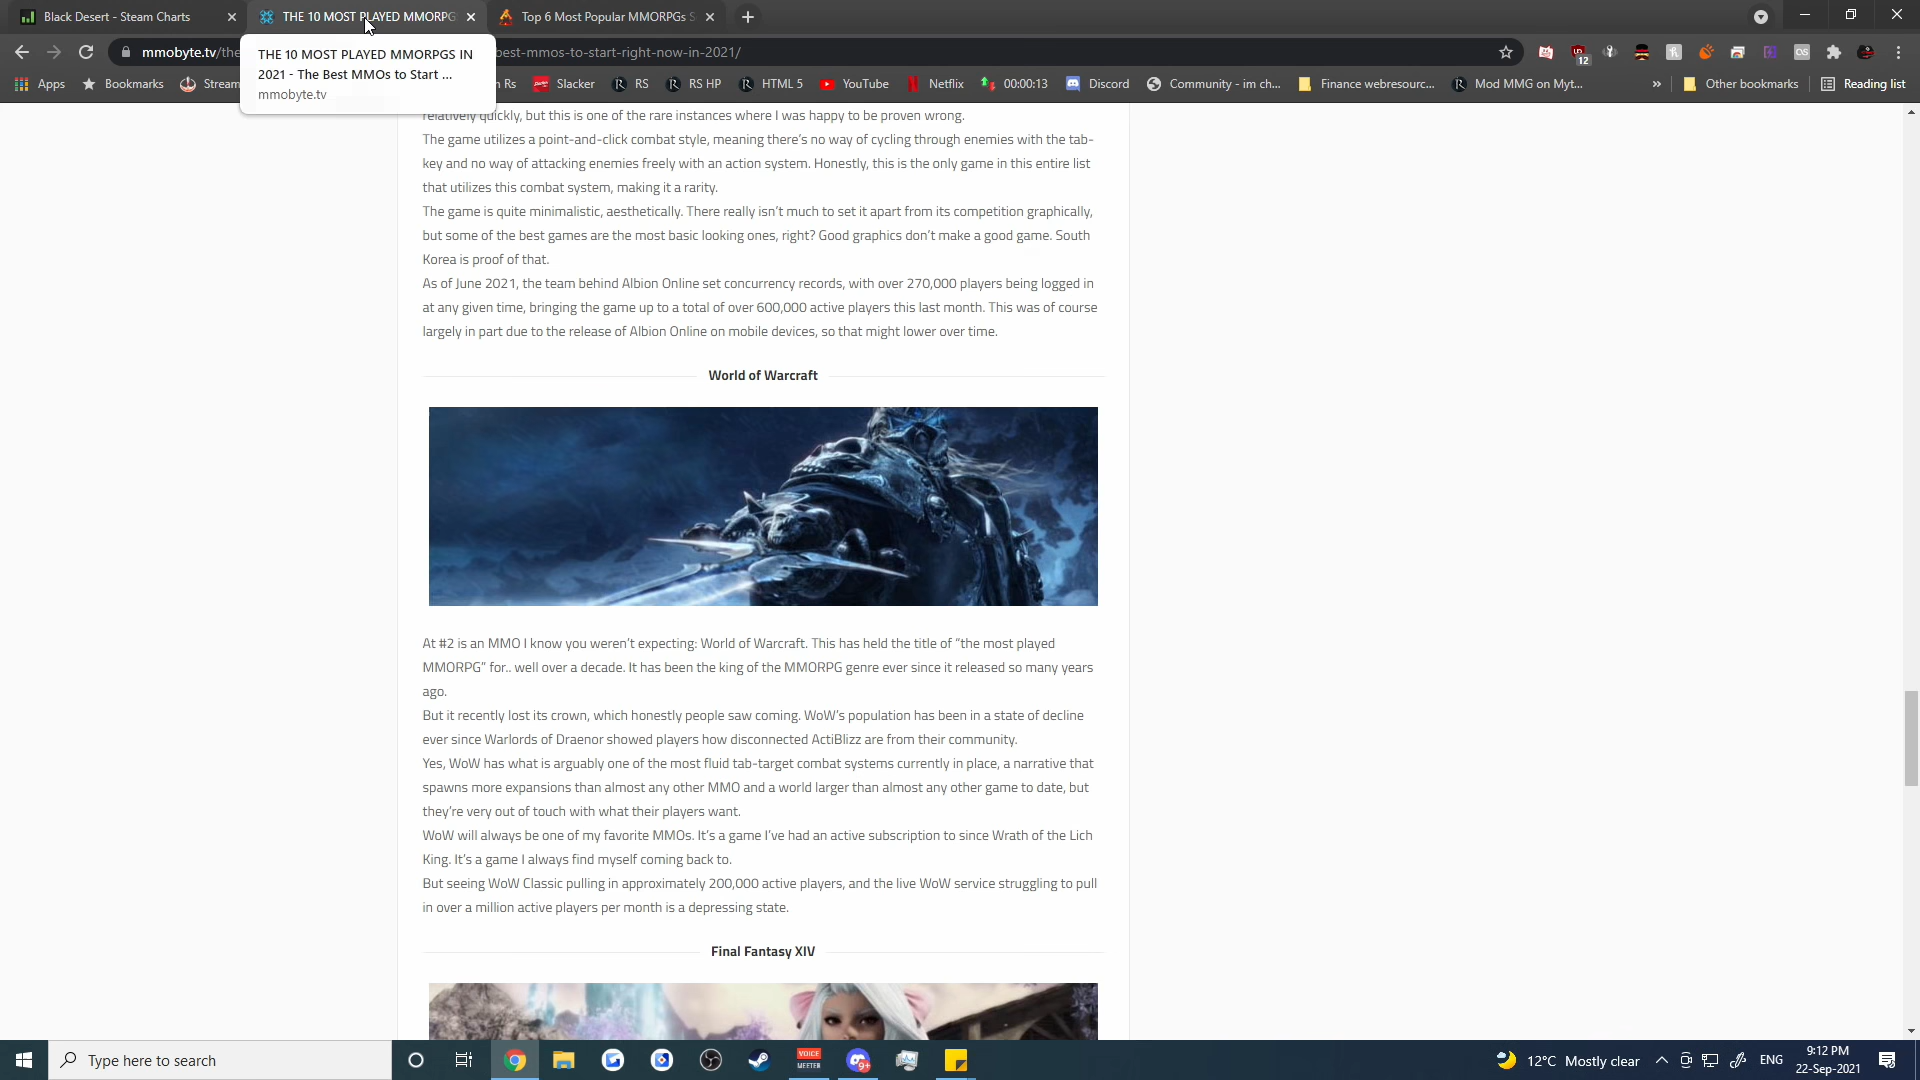 Black Desert - Steam Charts
THE 10 MOST PLAYED MMORPG
Top 6 Most Popular MMORPGs S
mmobyte.tv/the
best-mmos-to-start-right-now-in-2021/
12
THE 10 MOST PLAYED MMORPGS IN
2021 - The Best MMOs to Start ...
mmobyte.tv
Apps
Bookmarks
Stream
n Rs
Slacker
RS
RS HP
HTML 5
YouTube
Netflix
00:00:13
Discord
Community - im ch...
Finance webresourc...
Mod MMG on Myt...
»
Other bookmarks
Reading list
relatively quickly, but this is one of the rare instances where I was happy to be proven wrong.
The game utilizes a point-and-click combat style, meaning there's no way of cycling through enemies with the tab-
key and no way of attacking enemies freely with an action system. Honestly, this is the only game in this entire list
that utilizes this combat system, making it a rarity.
The game is quite minimalistic, aesthetically. There really isn't much to set it apart from its competition graphically,
but some of the best games are the most basic looking ones, right? Good graphics don't make a good game. South
Korea is proof of that.
As of June 2021, the team behind Albion Online set concurrency records, with over 270,000 players being logged in
at any given time, bringing the game up to a total of over 600,000 active players this last month. This was of course
largely in part due to the release of Albion Online on mobile devices, so that might lower over time.
World of Warcraft
At #2 is an MMO I know you weren't expecting: World of Warcraft. This has held the title of "the most played
MMORPG" for.. well over a decade. It has been the king of the MMORPG genre ever since it released so many years
ago.
But it recently lost its crown, which honestly people saw coming. WoW's population has been in a state of decline
ever since Warlords of Draenor showed players how disconnected ActiBlizz are from their community.
Yes, WoW has what is arguably one of the most fluid tab-target combat systems currently in place, a narrative that
spawns more expansions than almost any other MMO and a world larger than almost any other game to date, but
they're very out of touch with what their players want.
WoW will always be one of my favorite MMOs. It's a game I've had an active subscription to since Wrath of the Lich
King. It's a game I always find myself coming back to.
But seeing WoW Classic pulling in approximately 200,000 active players, and the live WoW service struggling to pull
in over a million active players per month is a depressing state.
Final Fantasy XIV
Type here to search
VOICE
MEETER
9+
12°C Mostly clear
ENG
9:12 PM
22-Sep-2021